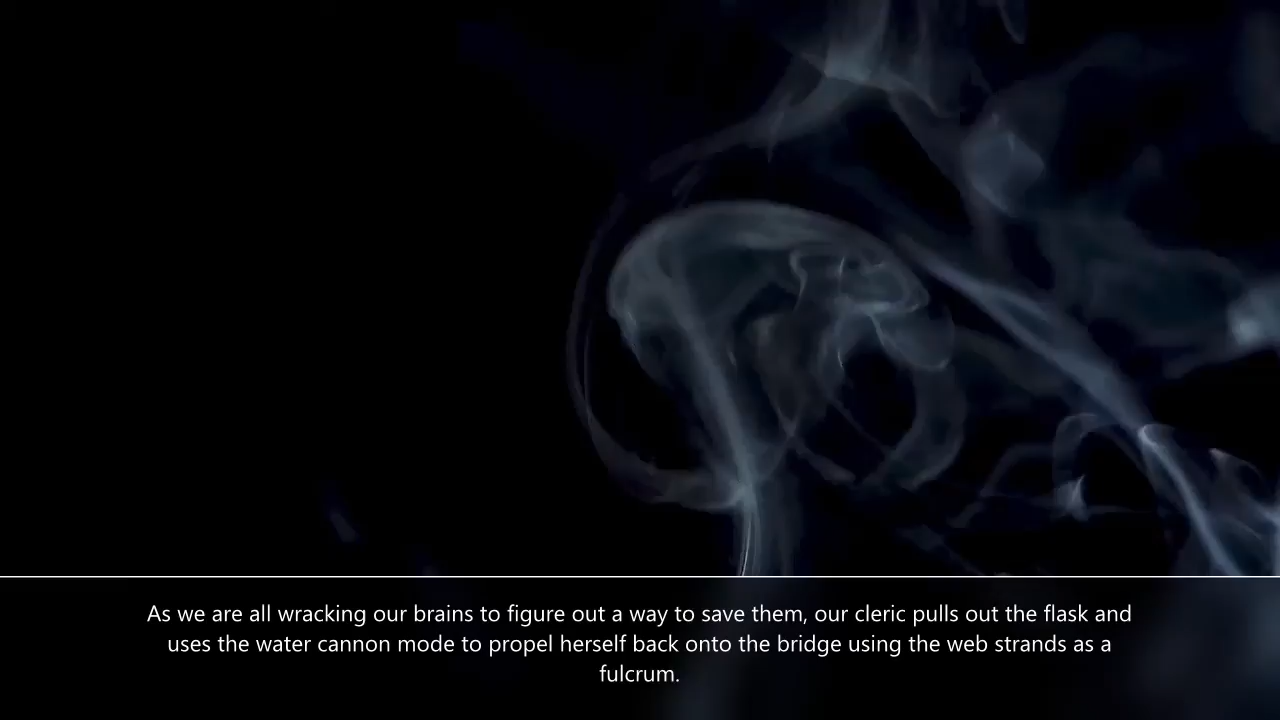 As we are all wracking our brains to figure out a way to save them, our cleric pulls out the flask and
uses the water cannon mode to propel herself back onto the bridge using the web strands as a
fulcrum.